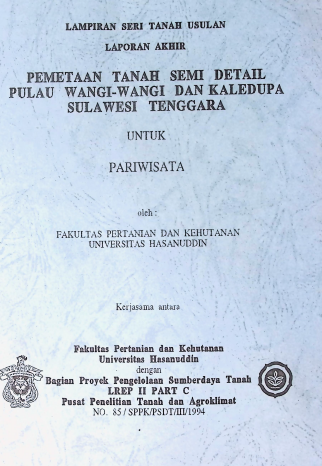 LAMPIRAN SERI TANAH USULAN
LAPORAN AKHIR
PEMETAAN TANAH SEMI DETAIL
PULAU WANGI-WANGI DAN KALEDUPA
SULAWESI TENGGARA
UNTUK
PARIWISATA
oleh :
FAKULTAS PERTANIAN DAN KEHUTANAN
UNIVERSITAS HASANUDDIN
Kerjasama antara
Fakultas Pertanian dan Kehutanan
Universitas Hasanuddin
dengan
Bagian Proyek Pengelolaan Sumberdaya Tanah
LREP II PART C
Pusat Penelitian Tanah dan Agroklimat
NO. 85 / SPPK/PSDT/III/1994